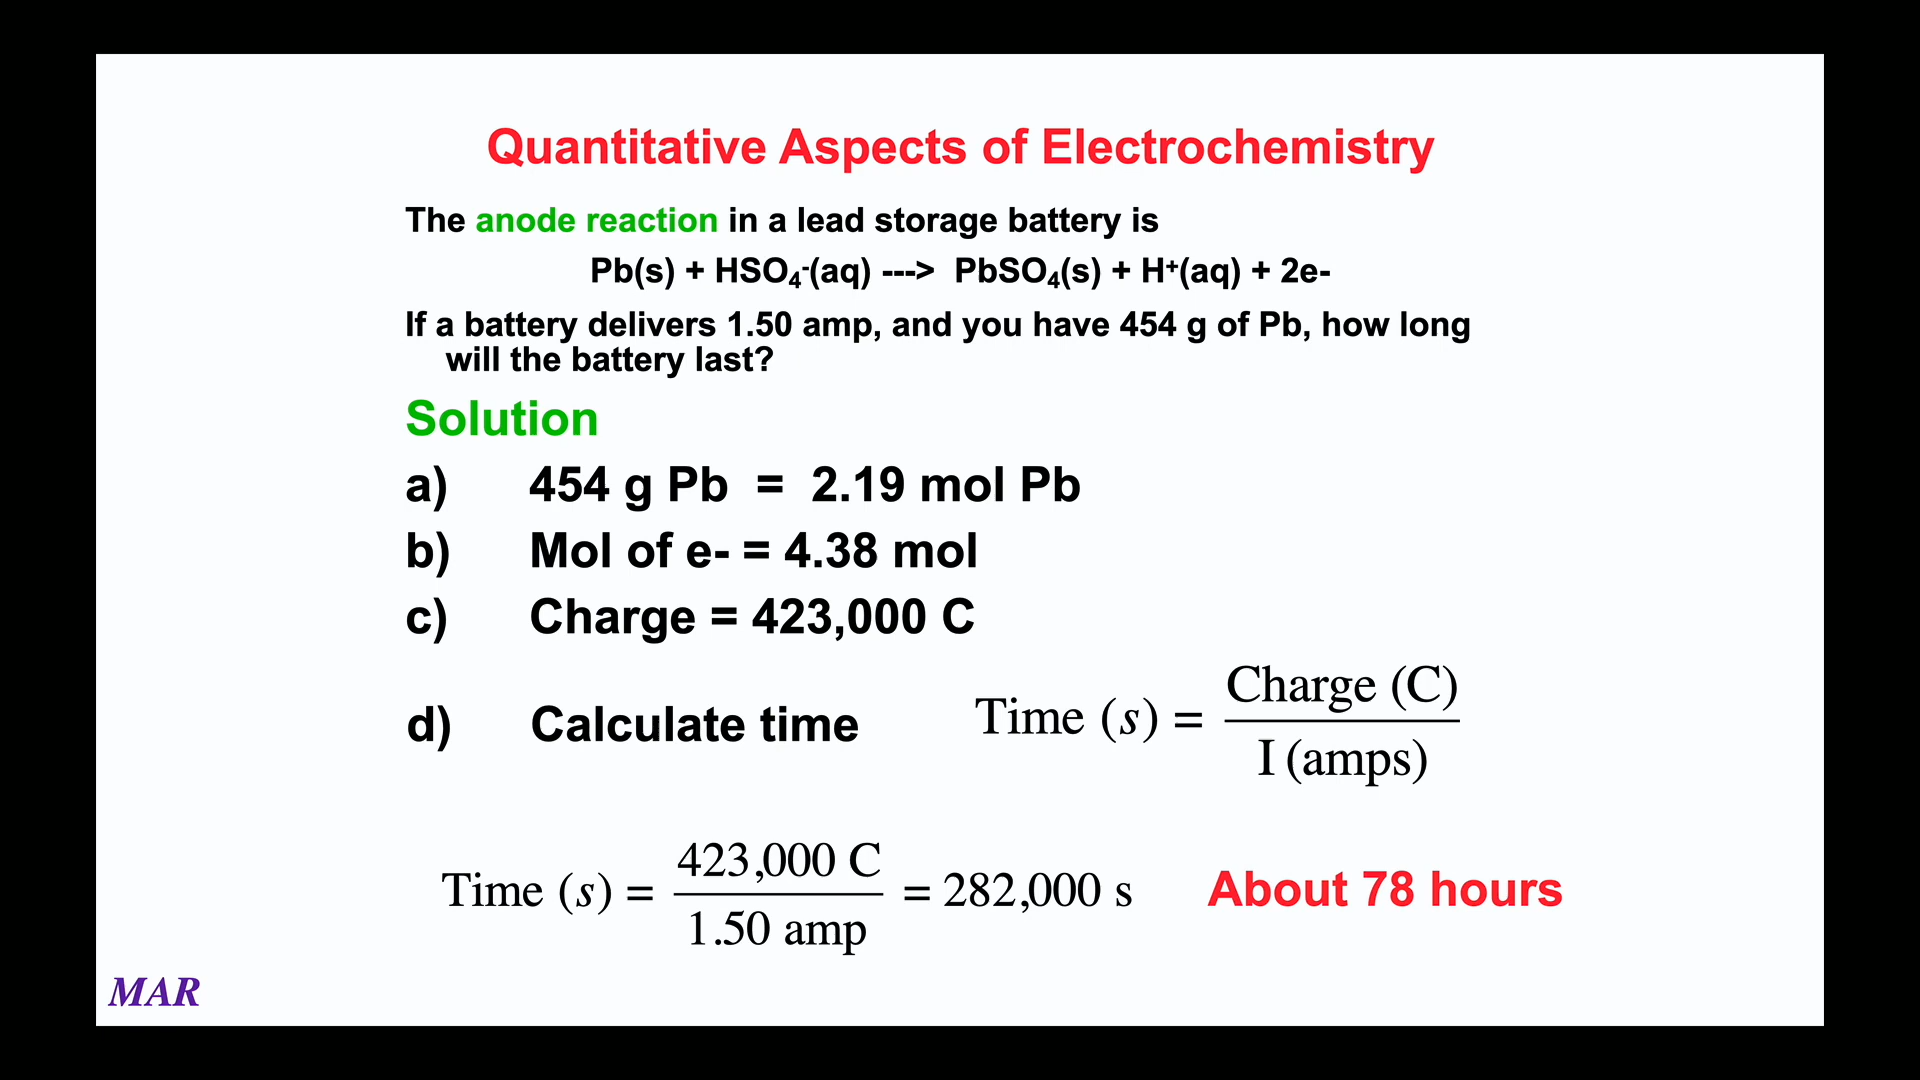 Quantitative Aspects of Electrochemistry
The anode reaction in a lead storage battery is
Pb(s) + HSO₄⁻(aq) ---> PbSO₄(s) + H⁺(aq) + 2e-
If a battery delivers 1.50 amp, and you have 454 g of Pb, how long
will the battery last?
Solution
a) 454 g Pb = 2.19 mol Pb
b) Mol of e- = 4.38 mol
c) Charge = 423,000 C
d) Calculate time Time (s) = Charge (C) / I (amps)
Time (s) = 423,000 C / 1.50 amp = 282,000 s About 78 hours
MAR